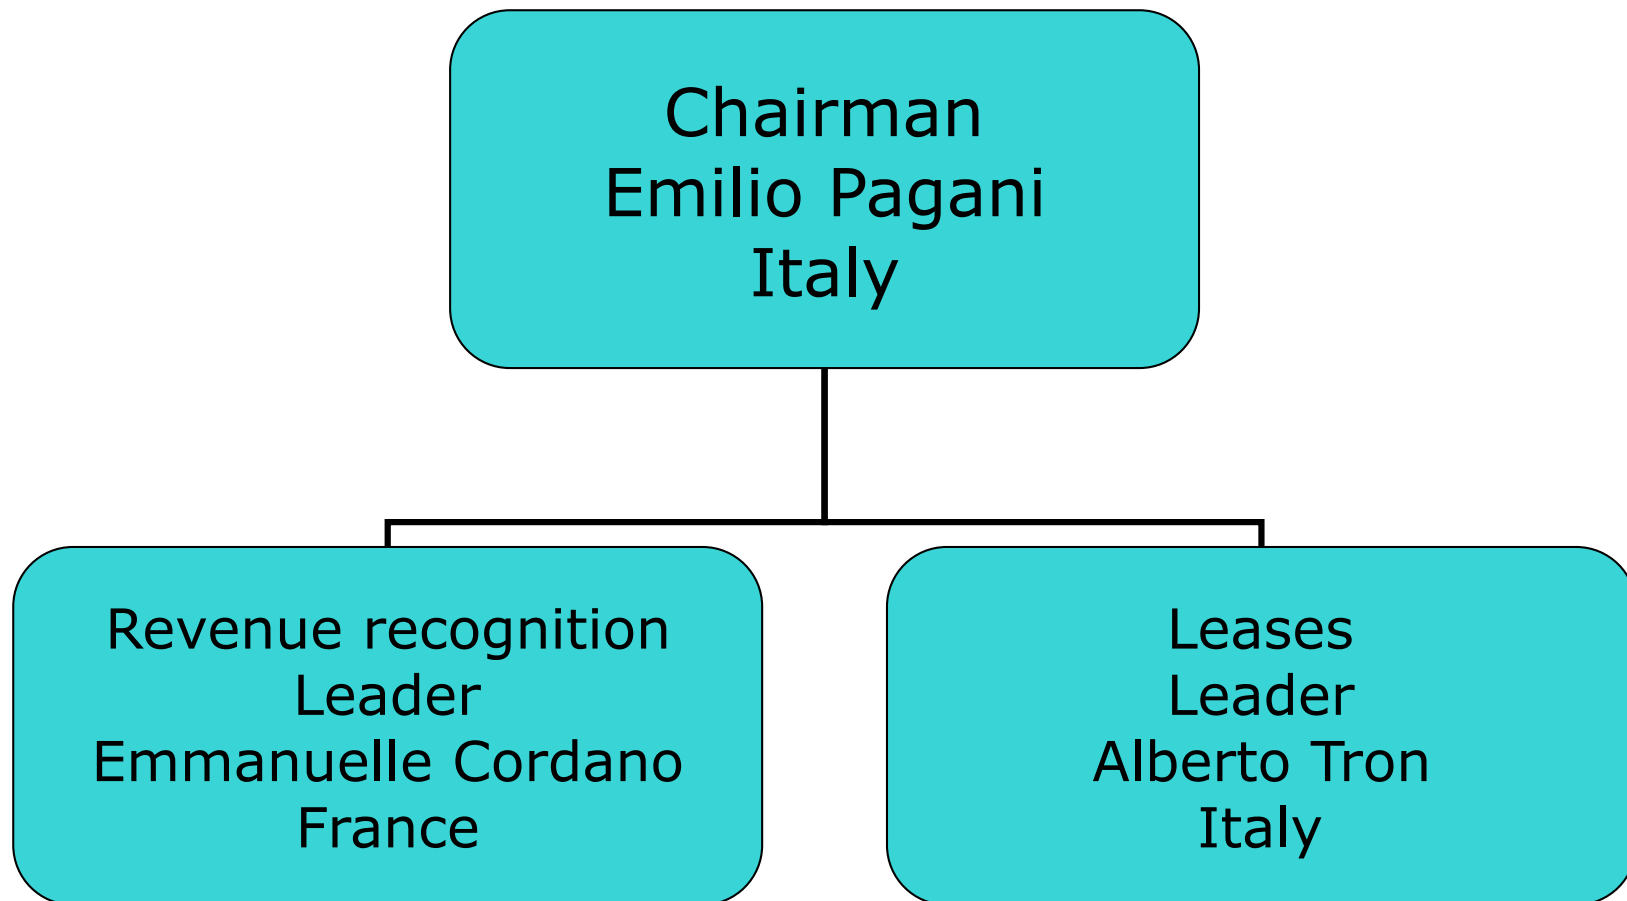 Chairman
Emilio Pagani
Italy
Revenue recognition
Leader
Emmanuelle Cordano
France
Leases
Leader
Alberto Tron
Italy